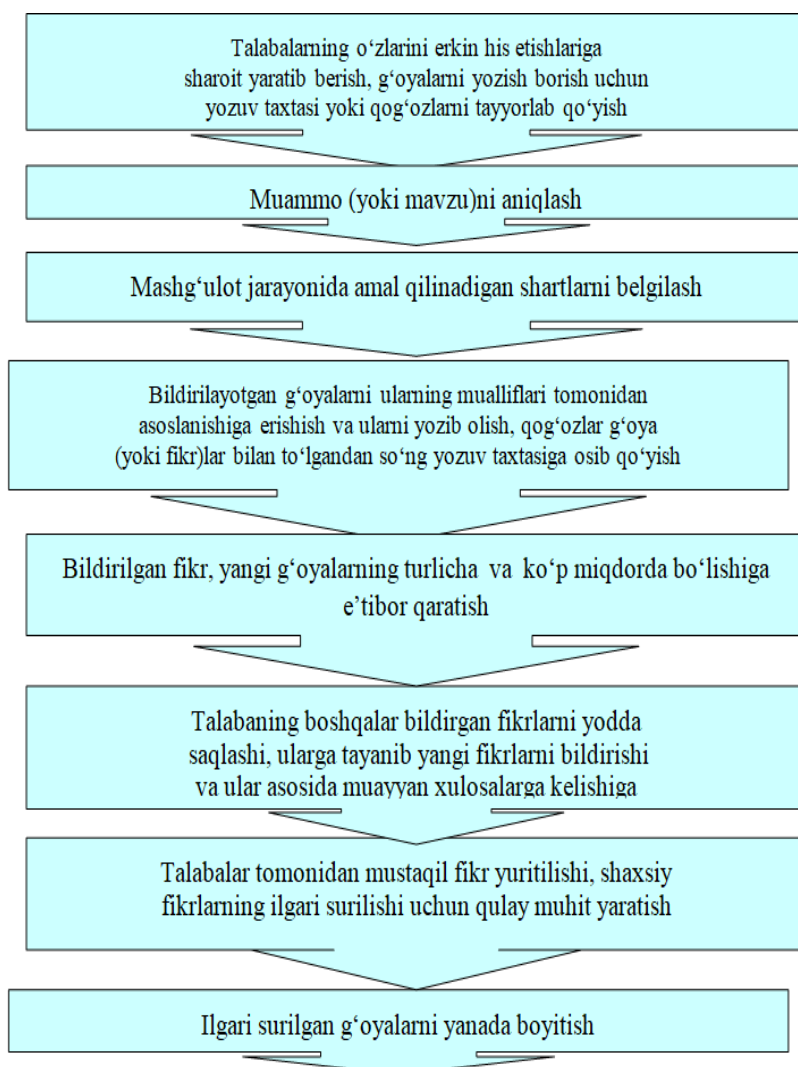 Talabalarning o‘zlarini erkin his etishlariga
sharoit yaratib berish, g‘oyalarni yozish borish uchun
yozuv taxtasi yoki qog‘ozlarni tayyorlab qo‘yish
Muammo (yoki mavzu)ni aniqlash
Mashg‘ulot jarayonida amal qilinadigan shartlarni belgilash
Bildirilayotgan g‘oyalarni ularning mualliflari tomonidan
asoslanishiga erishish va ularni yozib olish, qog‘ozlar g‘oya
(yoki fikr)lar bilan to‘lgandan so‘ng yozuv taxtasiga osib qo‘yish
Bildirilgan fikr, yangi g‘oyalarning turlicha va ko‘p miqdorda bo‘lishiga
e’tibor qaratish
Talabaning boshqalar bildirgan fikrlarni yodda
saqlashi, ularga tayanib yangi fikrlarni bildirishi
va ular asosida muayyan xulosalarga kelishiga
Talabalar tomonidan mustaqil fikr yuritilishi, shaxsiy
fikrlarning ilgari surilishi uchun qulay muhit yaratish
Ilgari surilgan g‘oyalarni yanada boyitish